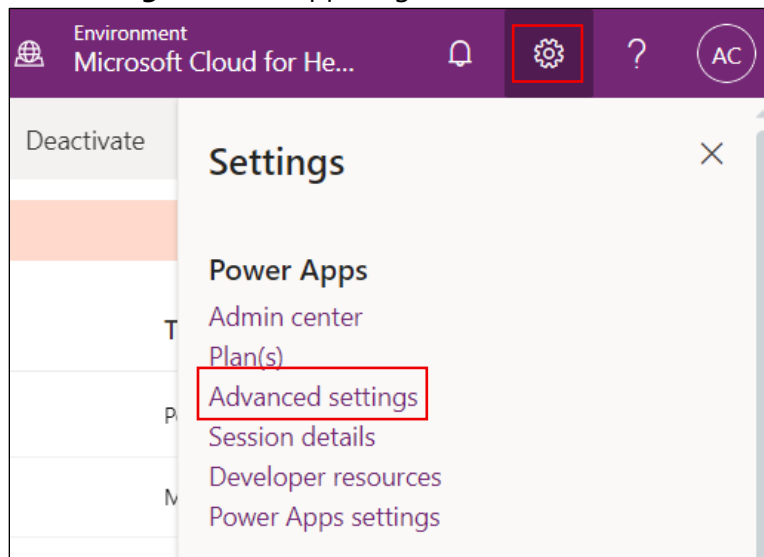 Environment
Microsoft Cloud for He...
?
AC
Deactivate
Settings
Power Apps
Admin center
T
Plan(s)
Advanced settings
Session details
Developer resources
Power Apps settings